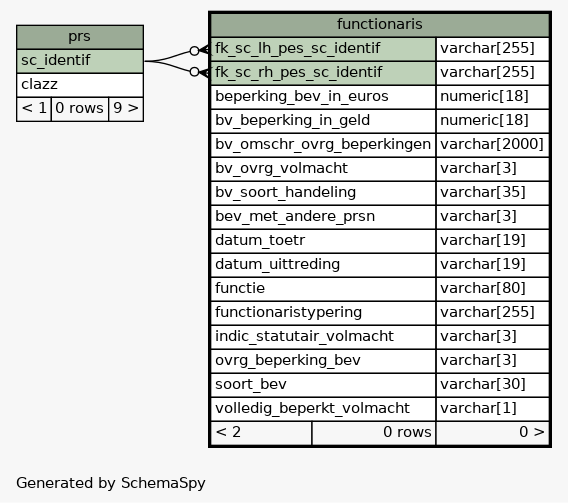 prs
sc_identif
clazz
< 1 0 rows 9 >
functionaris
fk_sc_lh_pes_sc_identif varchar[255]
fk_sc_rh_pes_sc_identif varchar[255]
beperking_bev_in_euros numeric[18]
bv_beperking_in_geld numeric[18]
bv_omschr_ovrg_beperkingen varchar[2000]
bv_ovrg_volmacht varchar[3]
bv_soort_handeling varchar[35]
bev_met_andere_prsn varchar[3]
datum_toetr varchar[19]
datum_uittreding varchar[19]
functie varchar[80]
functionaristypering varchar[255]
indic_statutair_volmacht varchar[3]
ovrg_beperking_bev varchar[3]
soort_bev varchar[30]
volledig_beperkt_volmacht varchar[1]
< 2 0 rows 0 >
Generated by SchemaSpy